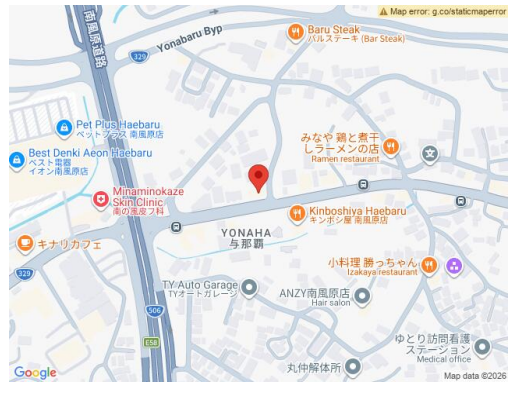 Map error: g.co/staticmaperror
南風原道路
329
Yonabaru Byp
Baru Steak
バルステーキ (Bar Steak)
Pet Plus Haebaru
ペットプラス 南風原店
みなや 鶏と煮干
しラーメンの店
Ramen restaurant
Best Denki Aeon Haebaru
ベスト電器
イオン南風原店
Minaminokaze
Skin Clinic
南の風皮フ科
Kinboshiya Haebaru
キンボシ屋 南風原店
YONAHA
与那覇
キナリカフェ
329
小料理 勝っちゃん
Izakaya restaurant
TY Auto Garage
TYオートガレージ
ANZY南風原店
Hair salon
506
E58
ゆとり訪問看護
ステーション
Medical office
丸仲解体所
Google
Map data ©2026